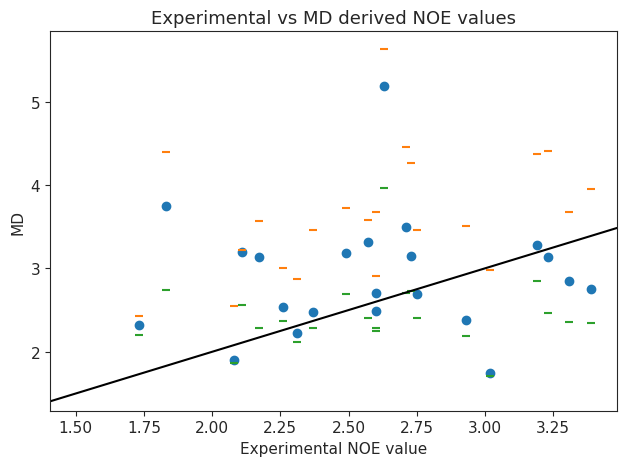 Experimental vs MD derived NOE values
MD
5
4
3
2
1.50 1.75 2.00 2.25 2.50 2.75 3.00 3.25
Experimental NOE value